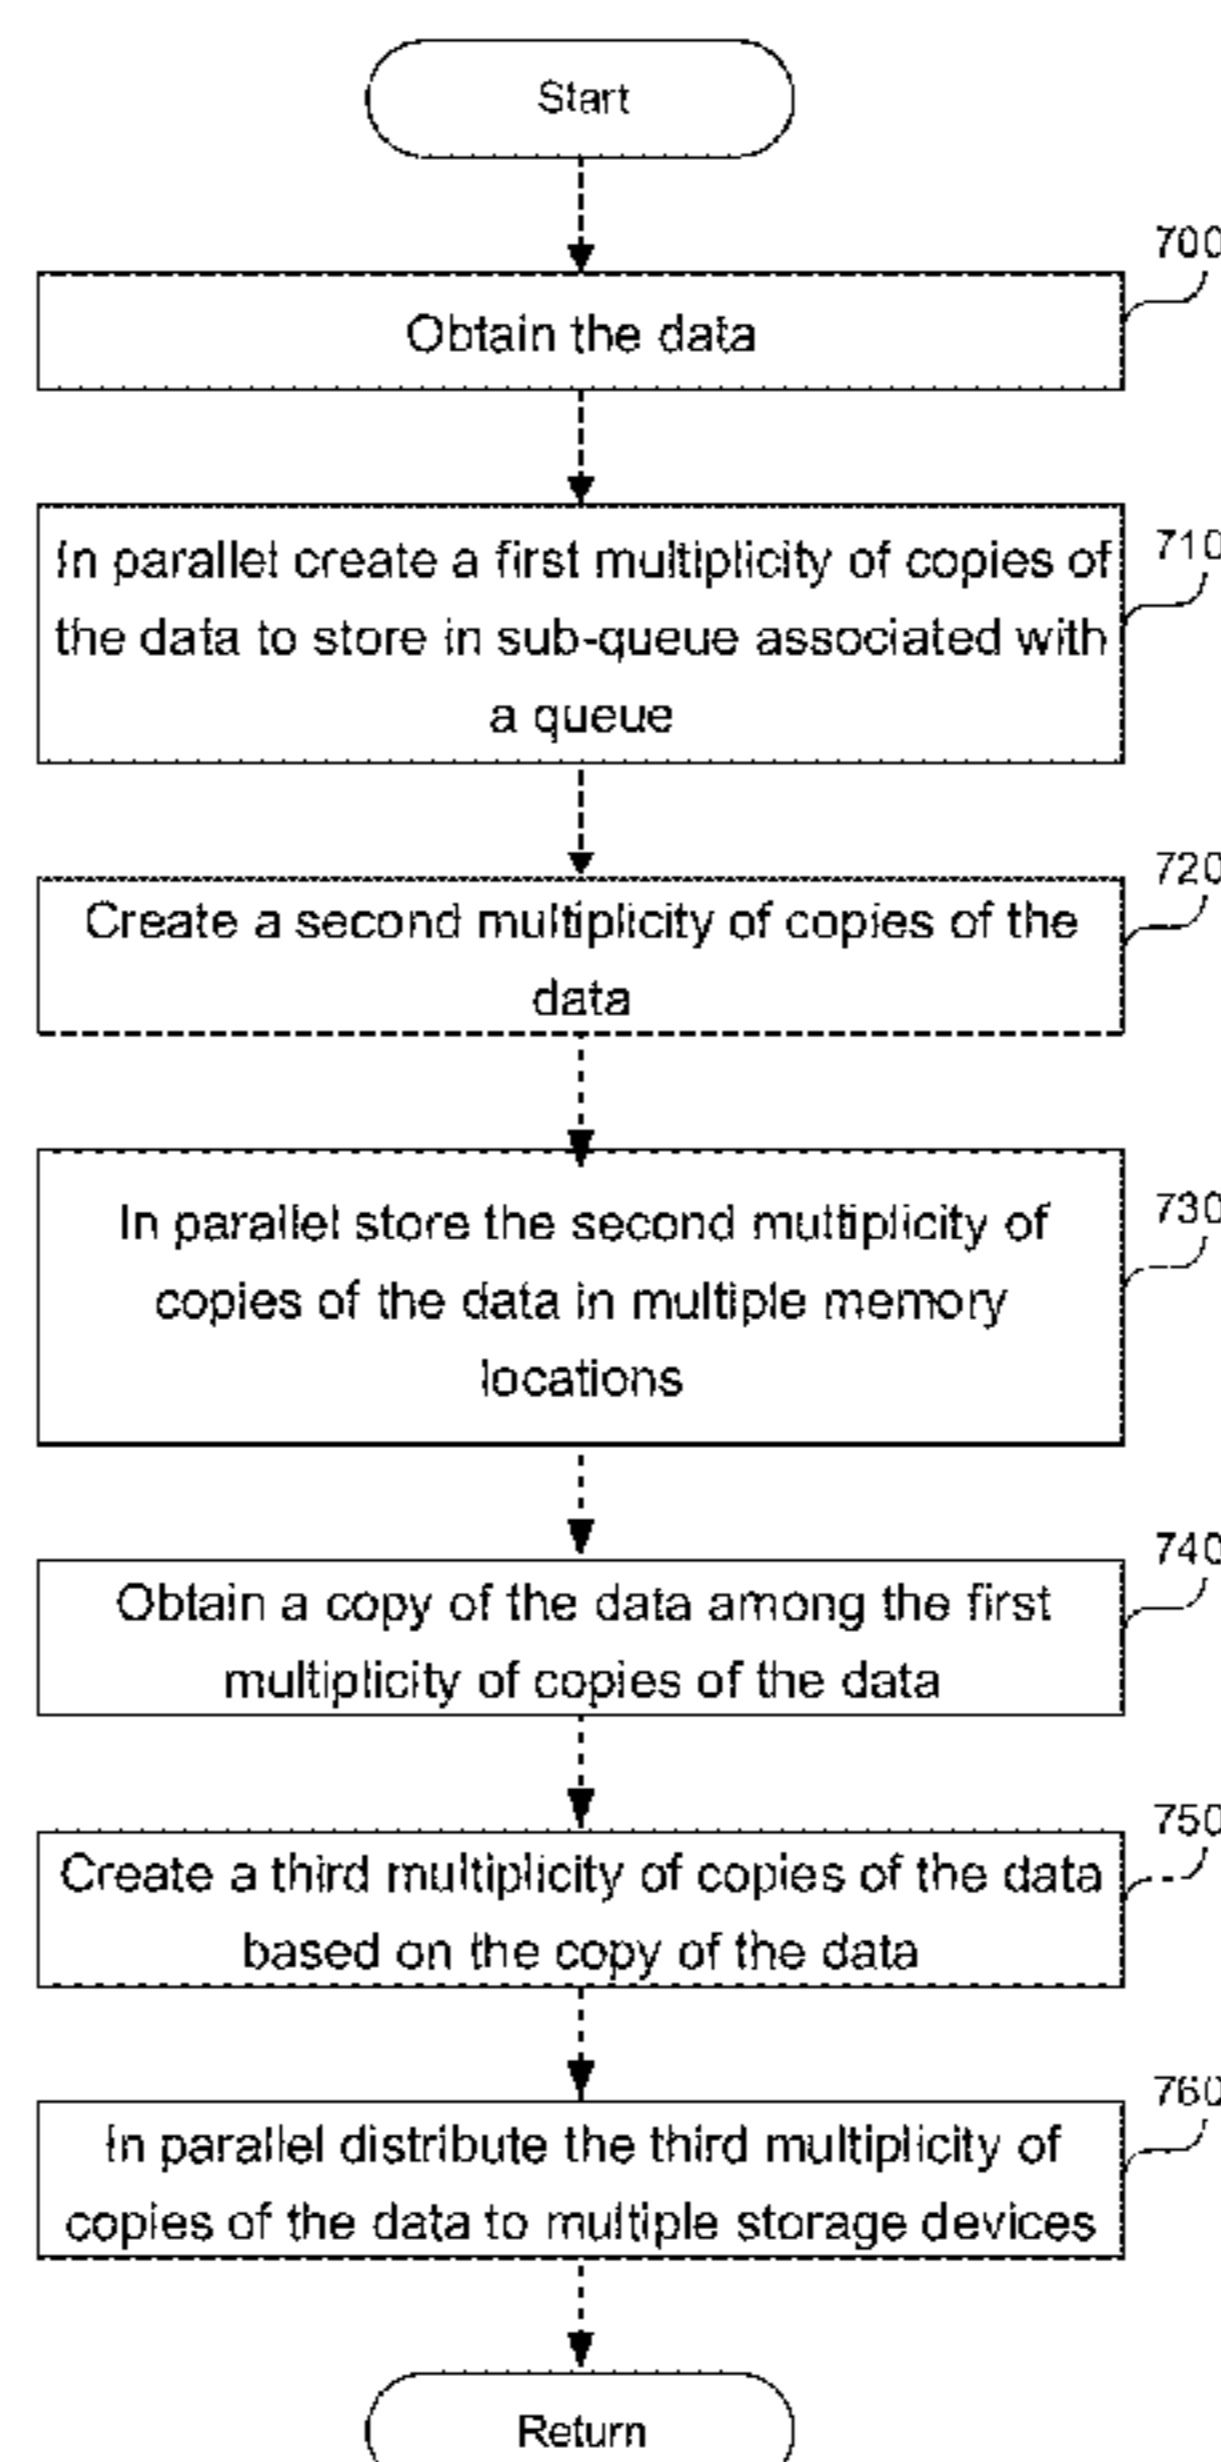 Start
700
Obtain the data
710
In parallel create a first multiplicity of copies of
the data to store in sub-queue associated with
a queue
720
Create a second multiplicity of copies of the
data
730
In parallel store the second multiplicity of
copies of the data in multiple memory
locations
740
Obtain a copy of the data among the first
multiplicity of copies of the data
750
Create a third multiplicity of copies of the data
based on the copy of the data
760
In parallel distribute the third multiplicity of
copies of the data to multiple storage devices
Return